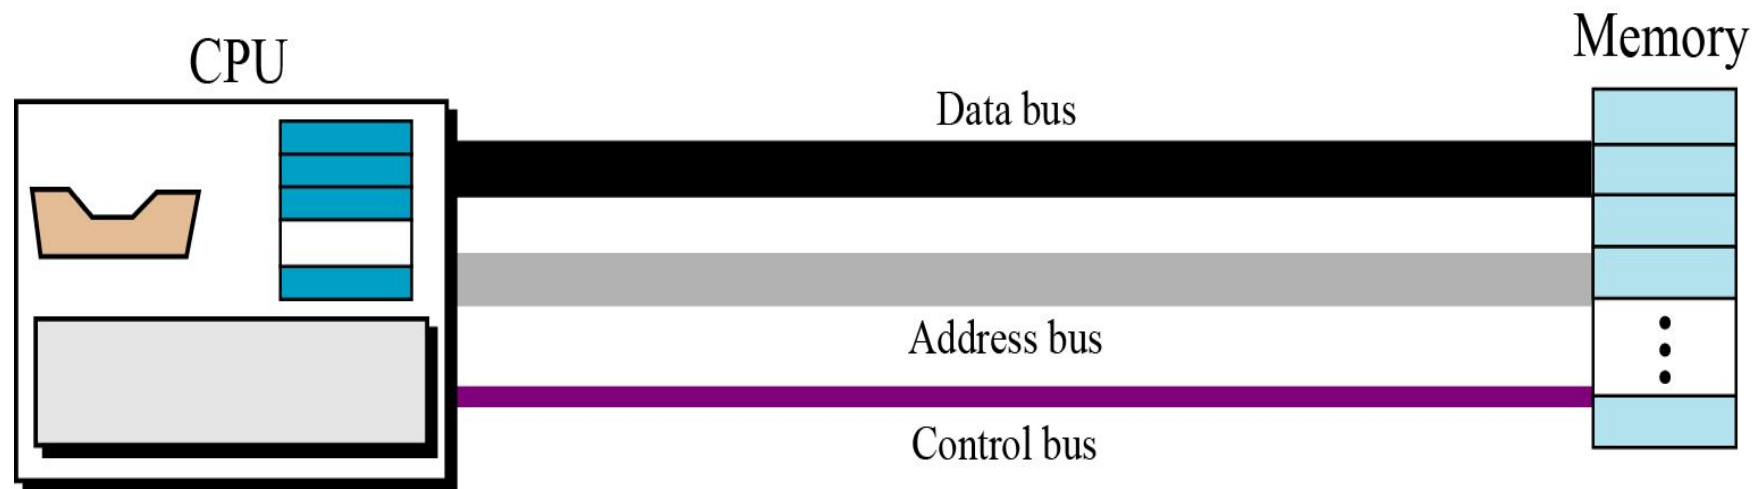 CPU
Memory
Data bus
Address bus
Control bus